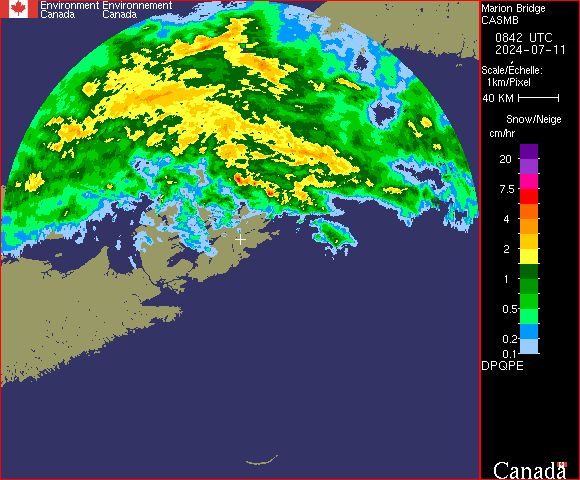 Environment Environnement
Canada Canada
Marion Bridge
CASMB
0842 UTC
2024-07-11
Scale/Échelle:
1km/Pixel
40 KM
Snow/Neige
cm/hr
20
7.5
4
2
1
0.5
0.2
0.1
DPQPE
Canada